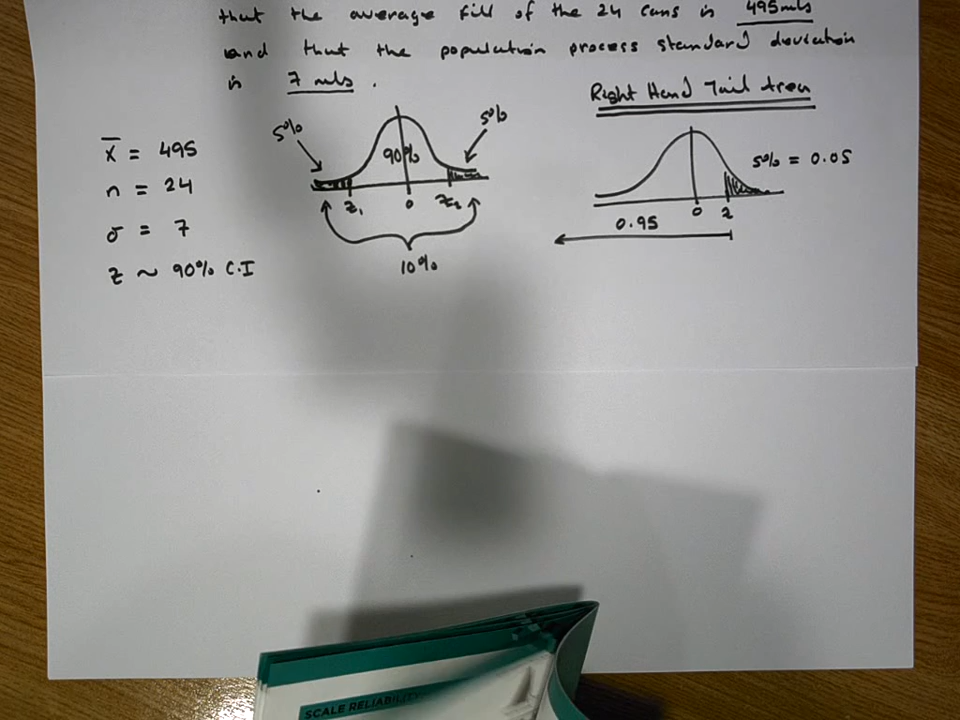 that the average fill of the 24 cans is 495mls
and that the population process standard deviation
is 7 mls.
Right Hand Tail Area
x̄ = 495
n = 24
σ = 7
z ~ 90% C.I
5%
5%
90%
z₁ 0 z₂
10%
5% = 0.05
0 z
0.95
SCALE RELIABILITY